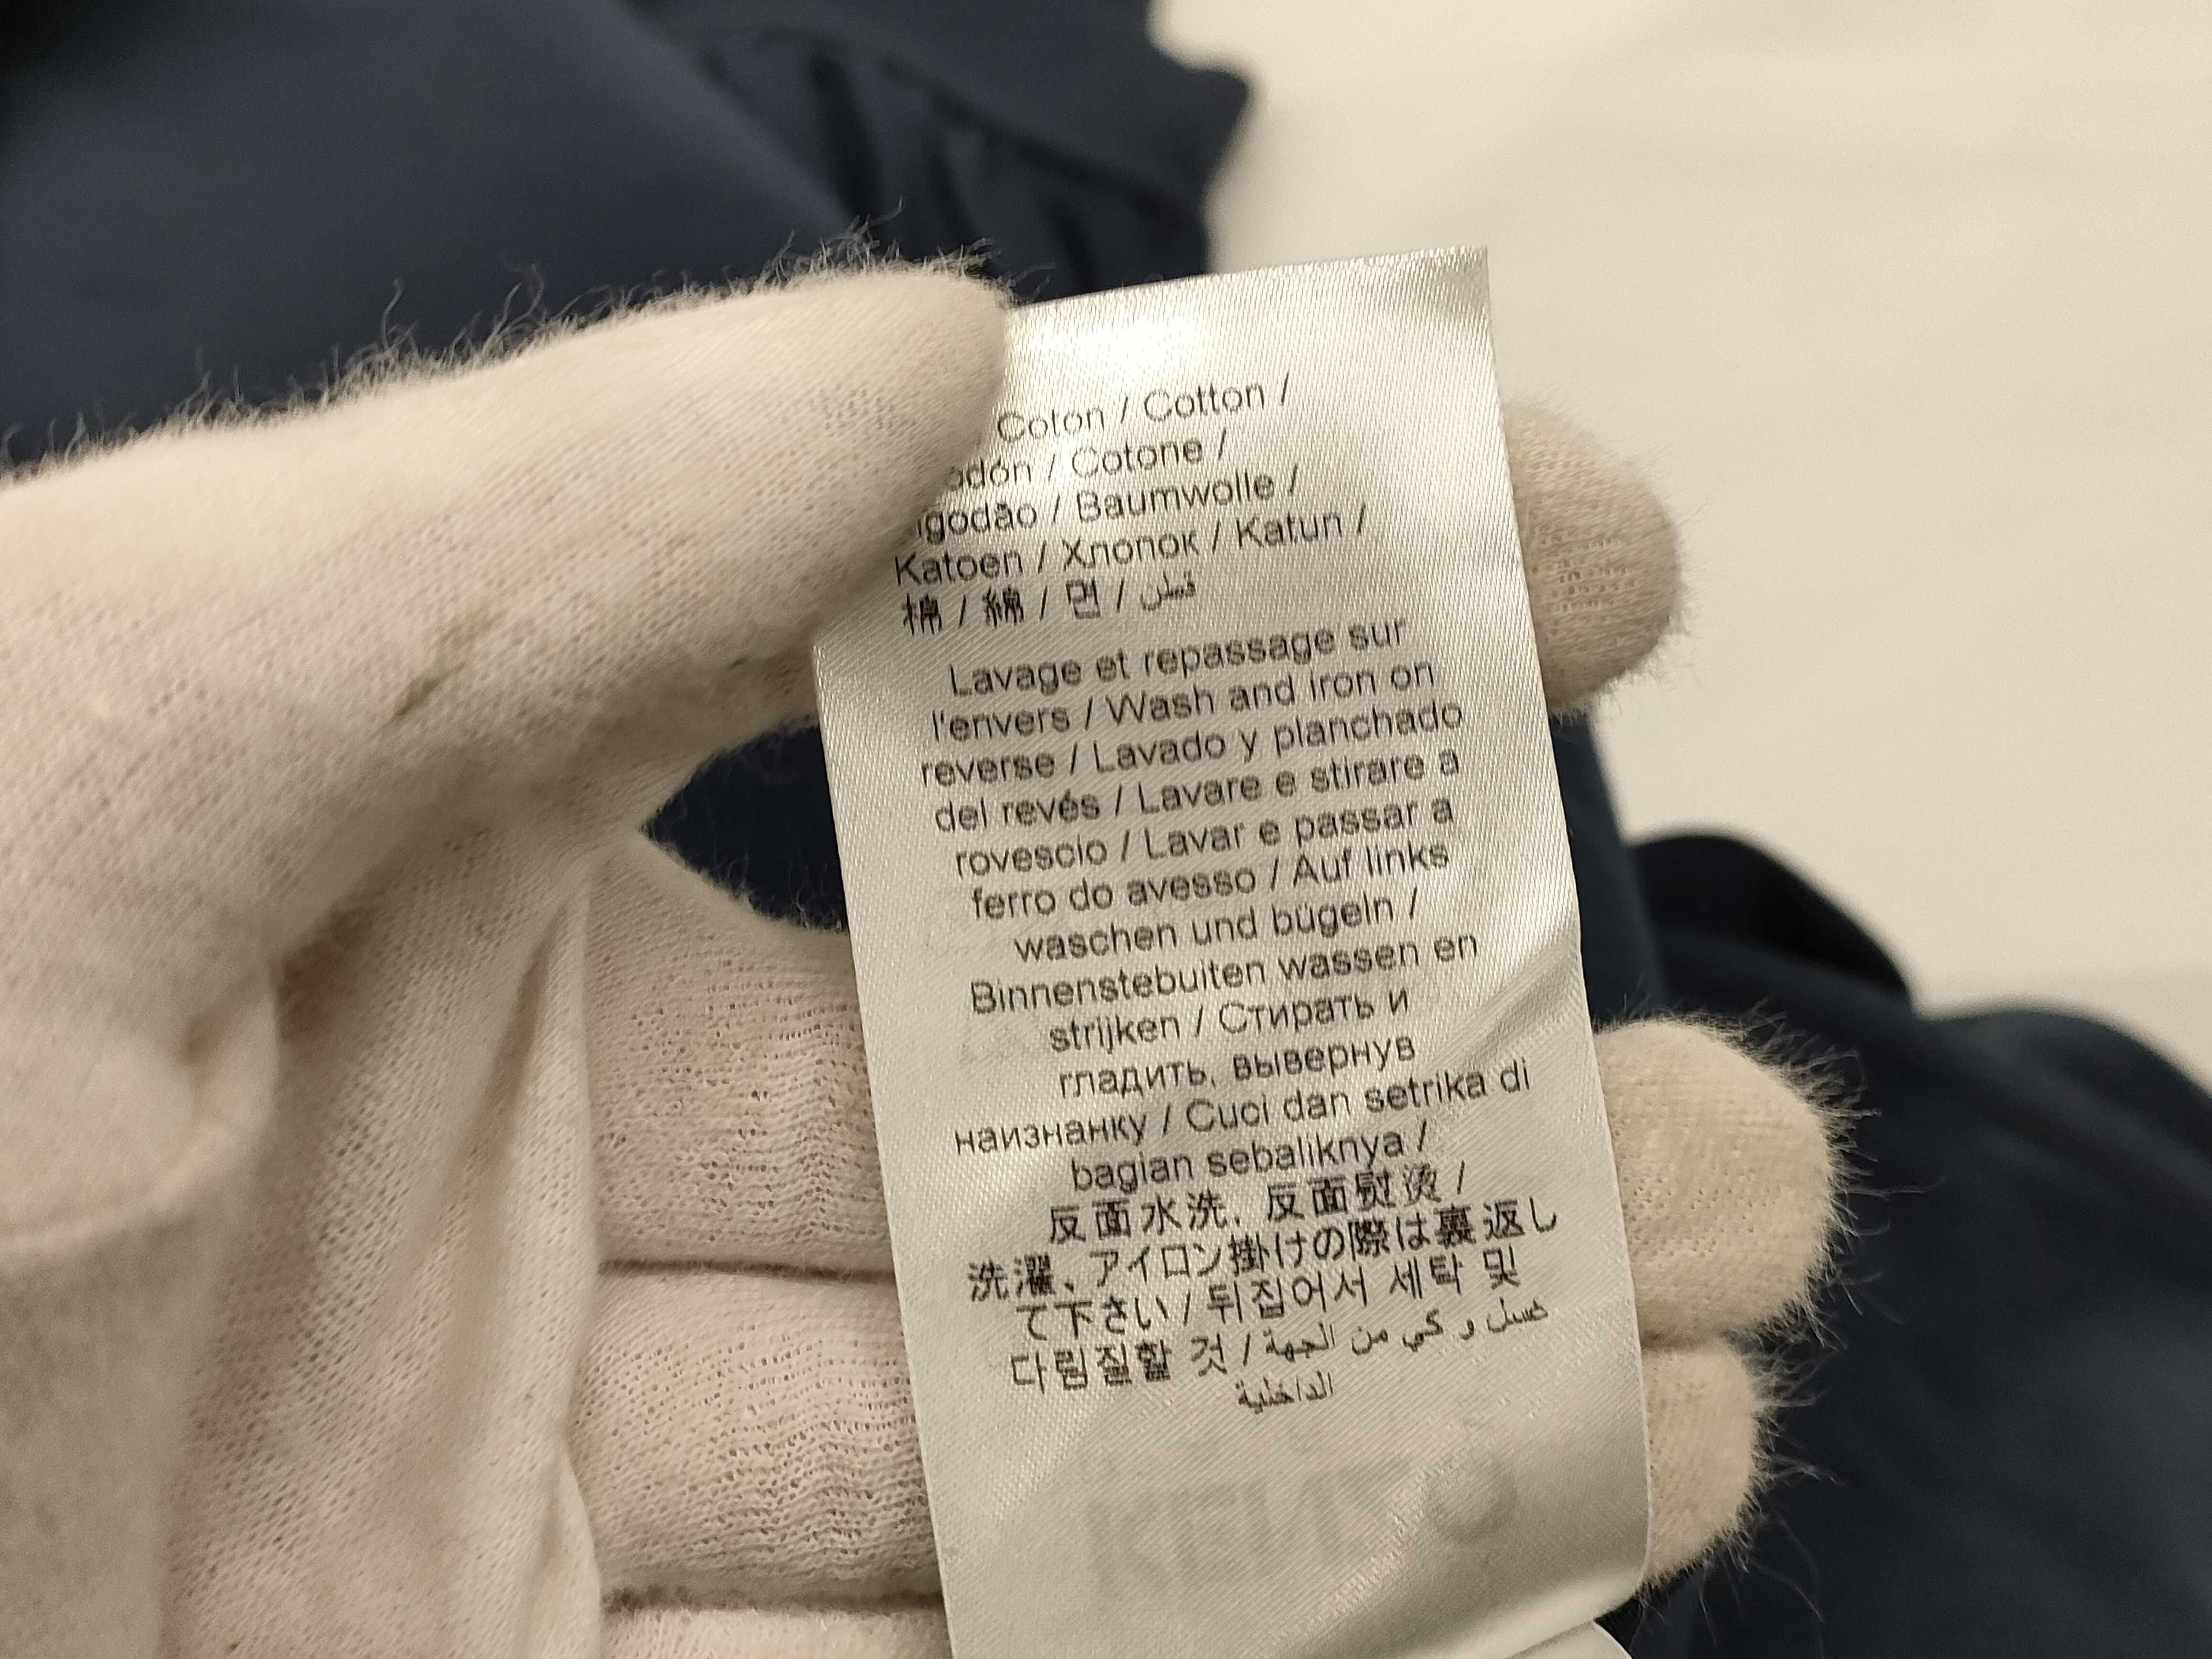 Coton / Cotton /
/ Cotone /
/ Baumwolle /
Katoen / Хлопок / Katun /
棉 / 綿 / 면 / قطن
Lavage et repassage sur
l'envers / Wash and iron on
reverse / Lavado y planchado
del revés / Lavare e stirare a
rovescio / Lavar e passar a
ferro do avesso / Auf links
waschen und bügeln /
Binnenstebuiten wassen en
strijken / Стирать и
гладить, вывернув
наизнанку / Cuci dan setrika di
bagian sebaliknya /
反面水洗, 反面熨烫 /
洗濯、アイロン掛けの際は裏返し
て下さい / 뒤집어서 세탁 및
다림질할 것 / غسل و كي من الجهة
الداخلية